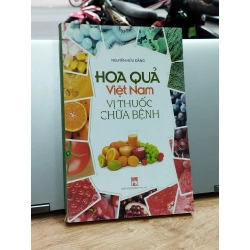 NGUYỄN HỮU ĐẢNG
HOA QUẢ
Việt Nam
VỊ THUỐC
CHỮA BỆNH